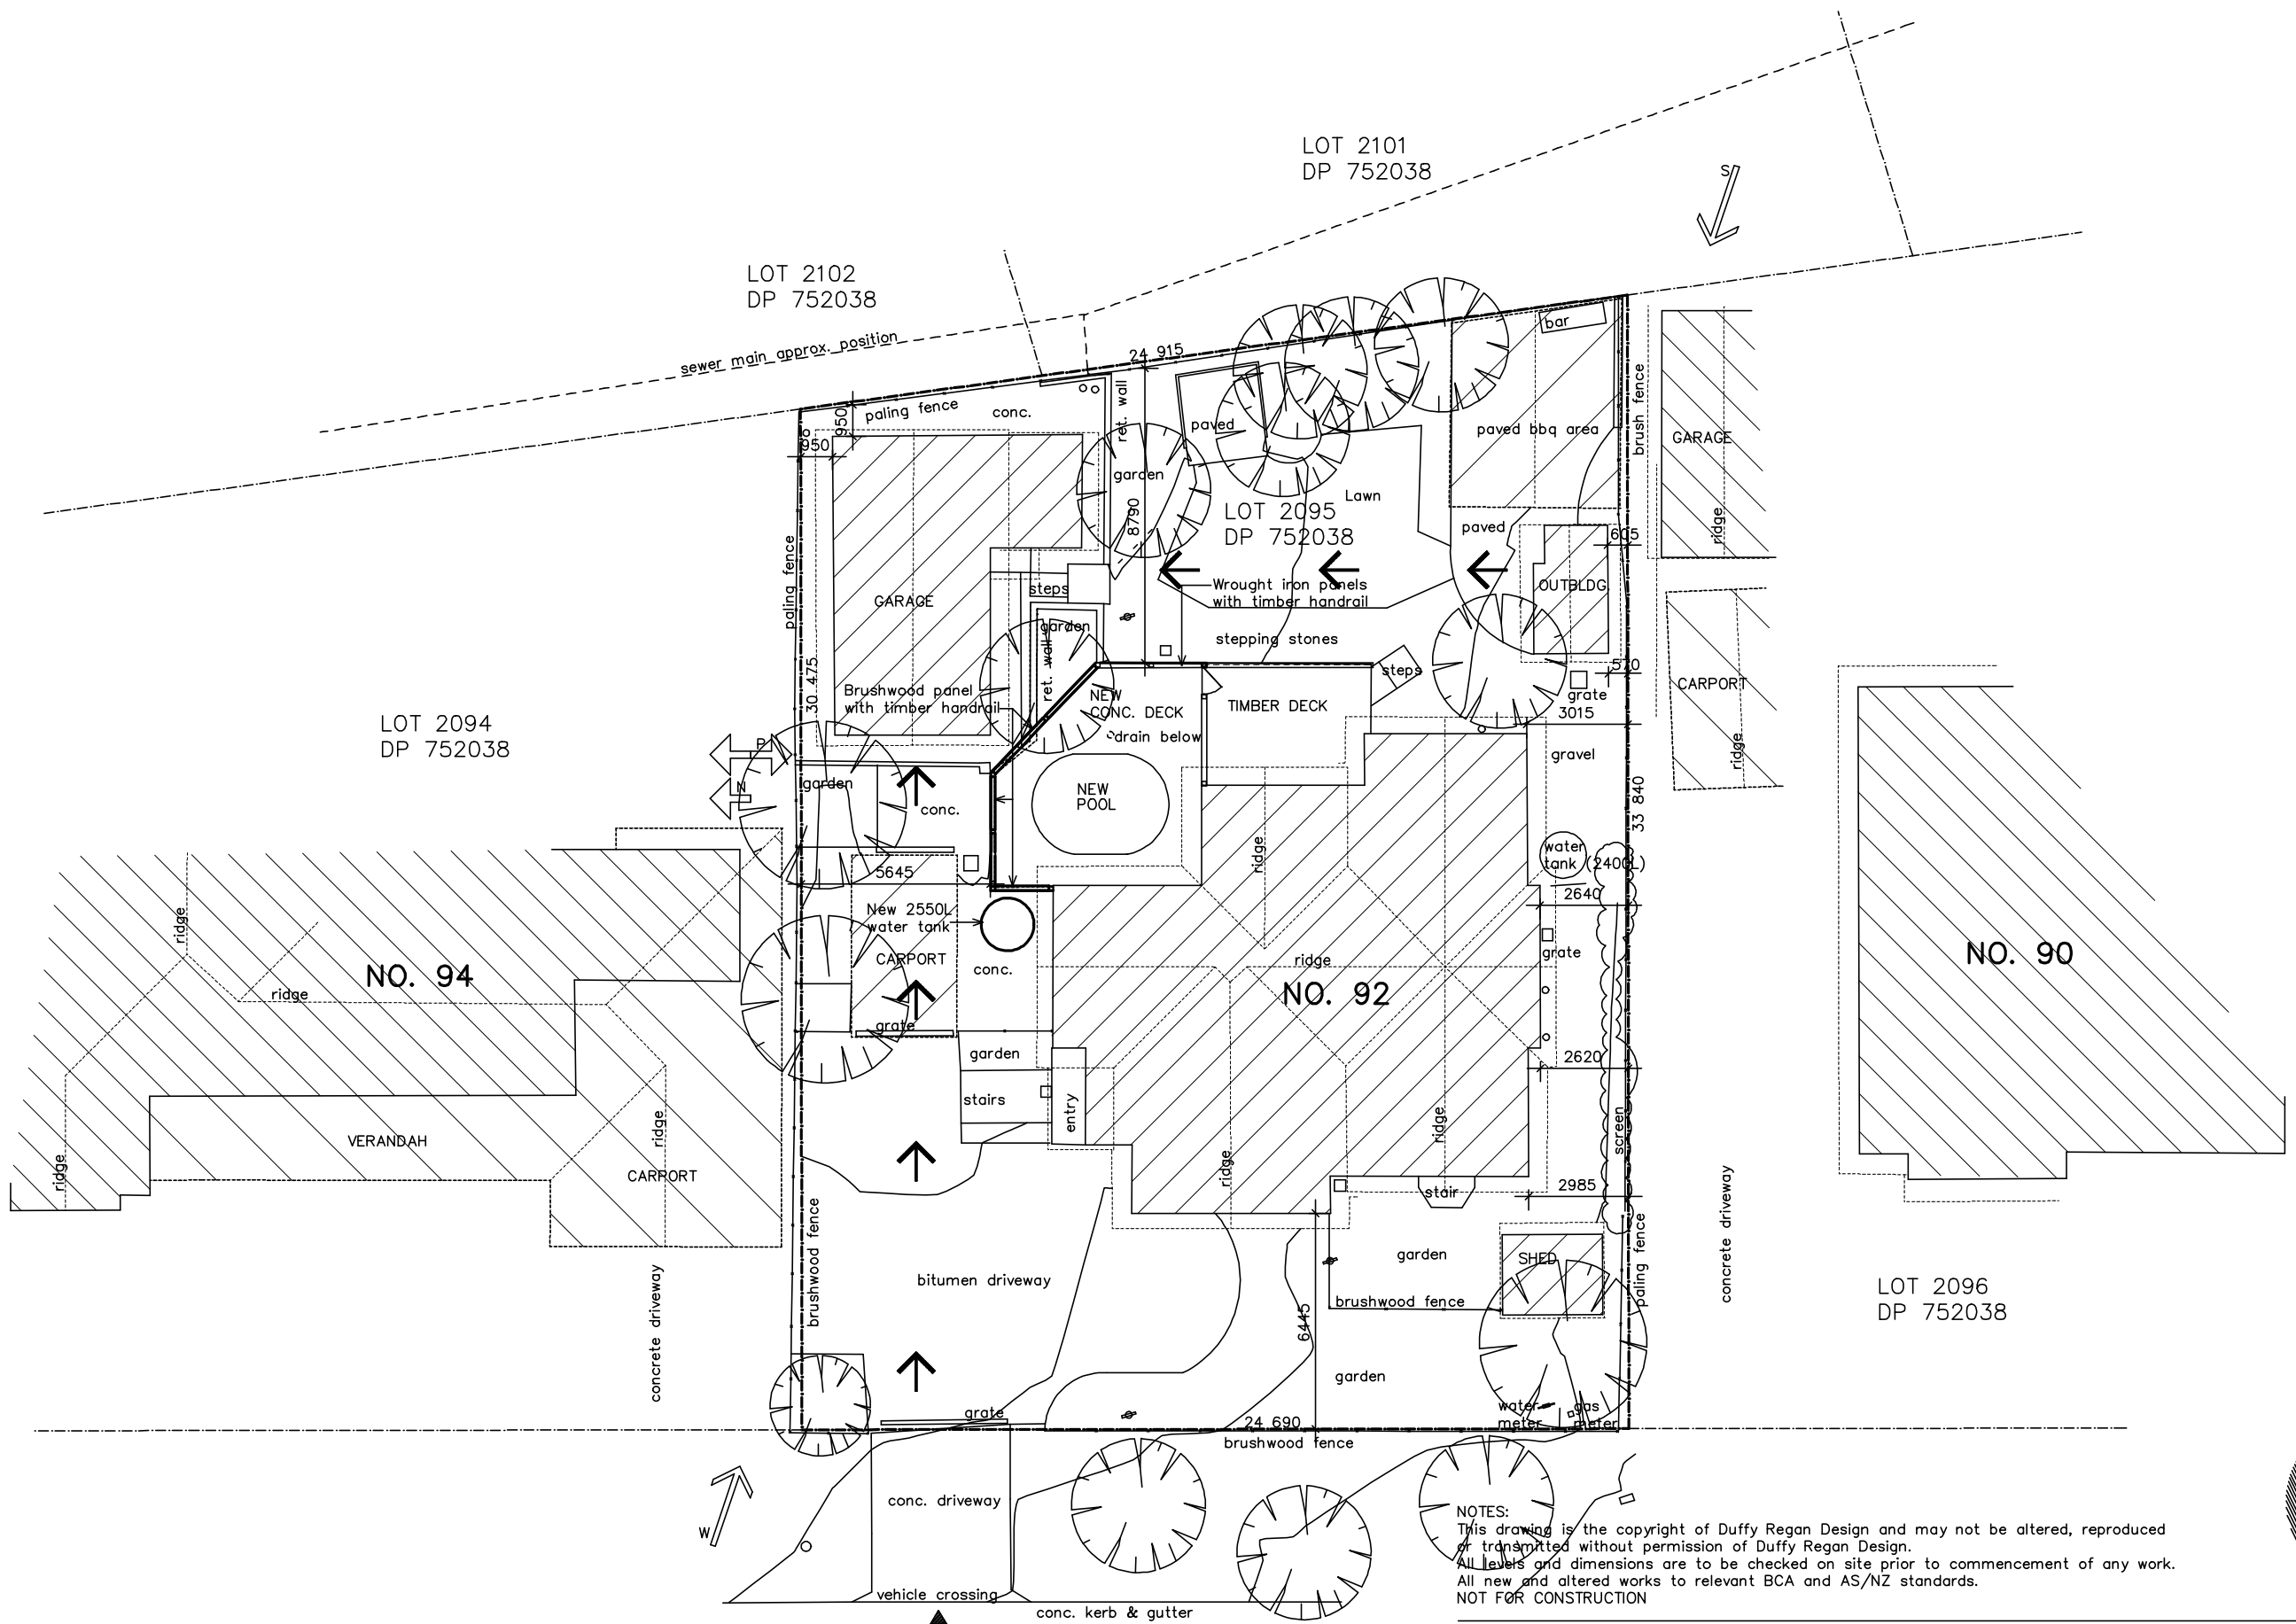 LOT 2101
DP 752038
S
LOT 2102
DP 752038
sewer main approx. position
24 915
bar
paling fence
conc.
950
950
ret. wall
paved
paved bbq area
brush fence
GARAGE
ridge
garden
8790
Lawn
LOT 2095
DP 752038
paved
605
paling fence
GARAGE
steps
Wrought iron panels
with timber handrail
OUTBLDG.
garden
ret. wall
stepping stones
steps
570
grate
3015
CARPORT
ridge
30 475
Brushwood panel
with timber handrail
NEW
CONC. DECK
TIMBER DECK
drain below
LOT 2094
DP 752038
P
N
garden
conc.
NEW
POOL
gravel
33 840
ridge
water
tank (2400L)
5645
New 2550L
water tank
2640
ridge
NO. 94
ridge
CARPORT
conc.
ridge
NO. 92
grate
NO. 90
grate
garden
2620
stairs
entry
ridge
ridge
screen
VERANDAH
ridge
CARPORT
ridge
stair
2985
concrete driveway
brushwood fence
garden
SHED
paling fence
bitumen driveway
brushwood fence
6445
LOT 2096
DP 752038
concrete driveway
garden
grate
24 690
water
meter
gas
meter
brushwood fence
W
conc. driveway
vehicle crossing
conc. kerb & gutter
NOTES:
This drawing is the copyright of Duffy Regan Design and may not be altered, reproduced
or transmitted without permission of Duffy Regan Design.
All levels and dimensions are to be checked on site prior to commencement of any work.
All new and altered works to relevant BCA and AS/NZ standards.
NOT FOR CONSTRUCTION